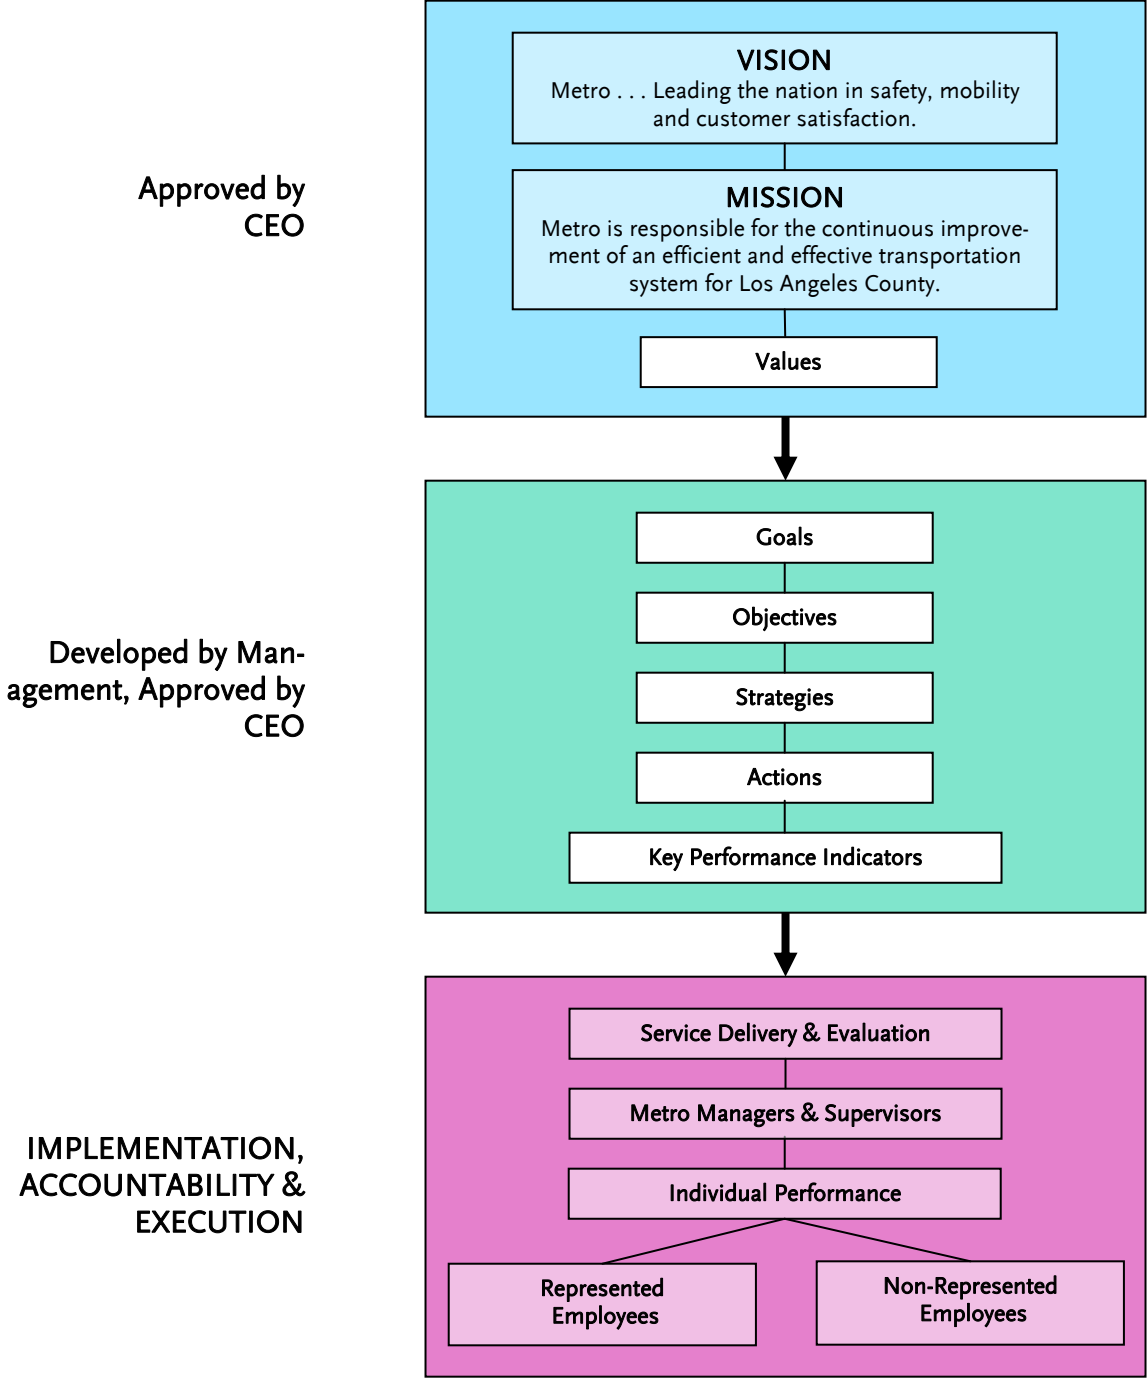 VISION
Metro . . . Leading the nation in safety, mobility
and customer satisfaction.
Approved by
CEO
MISSION
Metro is responsible for the continuous improve-
ment of an efficient and effective transportation
system for Los Angeles County.
Values
Goals
Objectives
Developed by Man-
agement, Approved by
CEO
Strategies
Actions
Key Performance Indicators
Service Delivery & Evaluation
Metro Managers & Supervisors
IMPLEMENTATION,
ACCOUNTABILITY &
EXECUTION
Individual Performance
Represented
Employees
Non-Represented
Employees